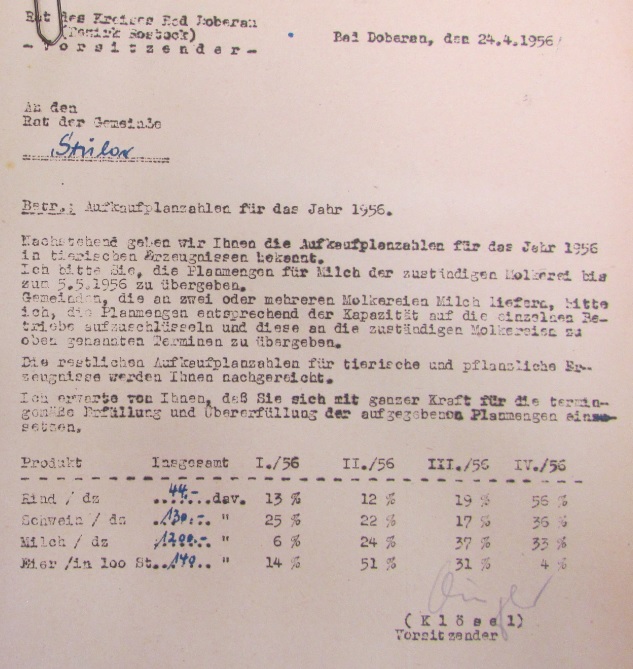 Rat des Kreises Bad Doberan
(Bezirk Rostock)
- V o r s i t z e n d e r -
Bad Doberan, den 24.4.1956
An den
Rat der Gemeinde
Betr.: Aufkaufplanzahlen für das Jahr 1956.
Nachstehend geben wir Ihnen die Aufkaufplanzahlen für das Jahr 1956
in tierischen Erzeugnissen bekannt.
Ich bitte Sie, die Planmengen für Milch der zuständigen Molkerei bis
zum 5.5.1956 zu übergeben.
Gemeinden, die an zwei oder mehreren Molkereien Milch liefern, bitte
ich, die Planmengen entsprechend der Kapazität auf die einzelnen Be-
triebe aufzuschlüsseln und diese an die zuständigen Molkereien zu
oben genannten Terminen zu übergeben.
Die restlichen Aufkaufplanzahlen für tierische und pflanzliche Er-
zeugnisse werden Ihnen nachgereicht.
Ich erwarte von Ihnen, daß Sie sich mit ganzer Kraft für die termin-
gemäße Erfüllung und Übererfüllung der aufgegebenen Planmengen einzu-
setzen.
Produkt Insgesamt I./56 II./56 III./56 IV./56
Rind / dz 44,- dav. 13 % 12 % 19 % 56 %
Schwein / dz 130.- " 25 % 22 % 17 % 36 %
Milch / dz 1200.- " 6 % 24 % 37 % 33 %
Eier /in 100 St. 140 " 14 % 51 % 31 % 4 %
( K l ö s e l )
Vorsitzender